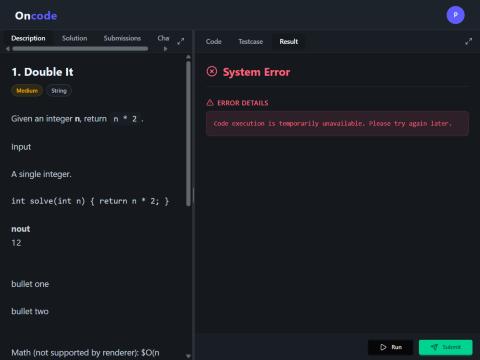 Oncode
P
Description Solution Submissions Cha
1. Double It
Medium String
Given an integer n, return n * 2 .
Input
A single integer.
int solve(int n) { return n * 2; }
nout
12
bullet one
bullet two
Math (not supported by renderer): $O(n
Code Testcase Result
System Error
ERROR DETAILS
Code execution is temporarily unavailable. Please try again later.
Run Submit